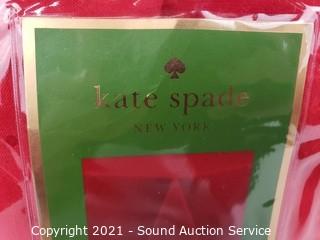 kate spade
NEW YORK
Copyright 2021 - Sound Auction Service